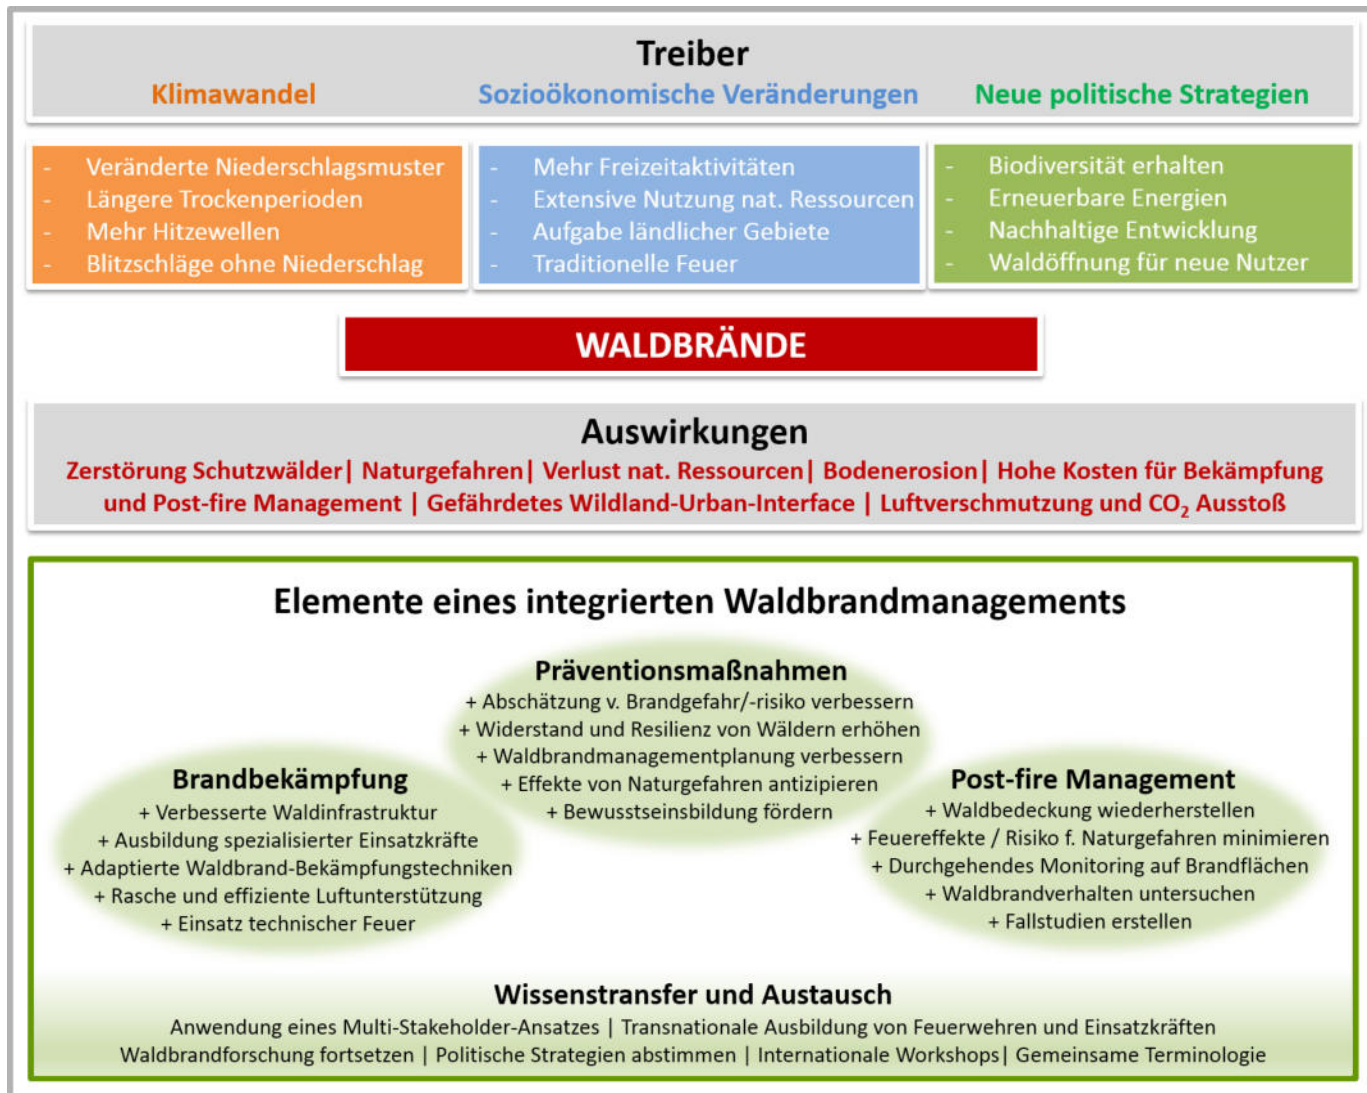 Treiber
Klimawandel
Sozioökonomische Veränderungen
Neue politische Strategien
- Veränderte Niederschlagsmuster
- Längere Trockenperioden
- Mehr Hitzewellen
- Blitzschläge ohne Niederschlag
- Mehr Freizeitaktivitäten
- Extensive Nutzung nat. Ressourcen
- Aufgabe ländlicher Gebiete
- Traditionelle Feuer
- Biodiversität erhalten
- Erneuerbare Energien
- Nachhaltige Entwicklung
- Waldöffnung für neue Nutzer
WALDBRÄNDE
Auswirkungen
Zerstörung Schutzwälder| Naturgefahren| Verlust nat. Ressourcen| Bodenerosion| Hohe Kosten für Bekämpfung
und Post-fire Management | Gefährdetes Wildland-Urban-Interface | Luftverschmutzung und CO₂ Ausstoß
Elemente eines integrierten Waldbrandmanagements
Präventionsmaßnahmen
+ Abschätzung v. Brandgefahr/-risiko verbessern
+ Widerstand und Resilienz von Wäldern erhöhen
+ Waldbrandmanagementplanung verbessern
+ Effekte von Naturgefahren antizipieren
+ Bewusstseinsbildung fördern
Brandbekämpfung
+ Verbesserte Waldinfrastruktur
+ Ausbildung spezialisierter Einsatzkräfte
+ Adaptierte Waldbrand-Bekämpfungstechniken
+ Rasche und effiziente Luftunterstützung
+ Einsatz technischer Feuer
Post-fire Management
+ Waldbedeckung wiederherstellen
+ Feuereffekte / Risiko f. Naturgefahren minimieren
+ Durchgehendes Monitoring auf Brandflächen
+ Waldbrandverhalten untersuchen
+ Fallstudien erstellen
Wissenstransfer und Austausch
Anwendung eines Multi-Stakeholder-Ansatzes | Transnationale Ausbildung von Feuerwehren und Einsatzkräften
Waldbrandforschung fortsetzen | Politische Strategien abstimmen | Internationale Workshops| Gemeinsame Terminologie